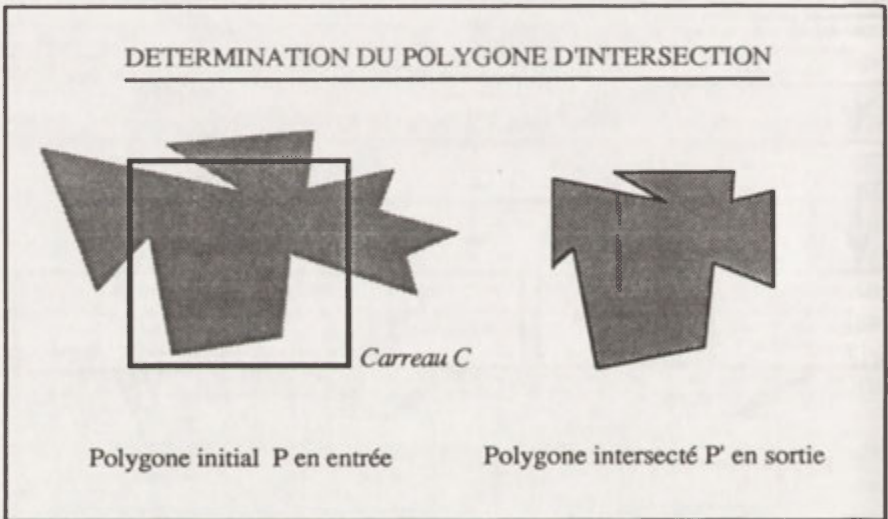 DETERMINATION DU POLYGONE D'INTERSECTION
Carreau C
Polygone initial P en entrée
Polygone intersecté P' en sortie